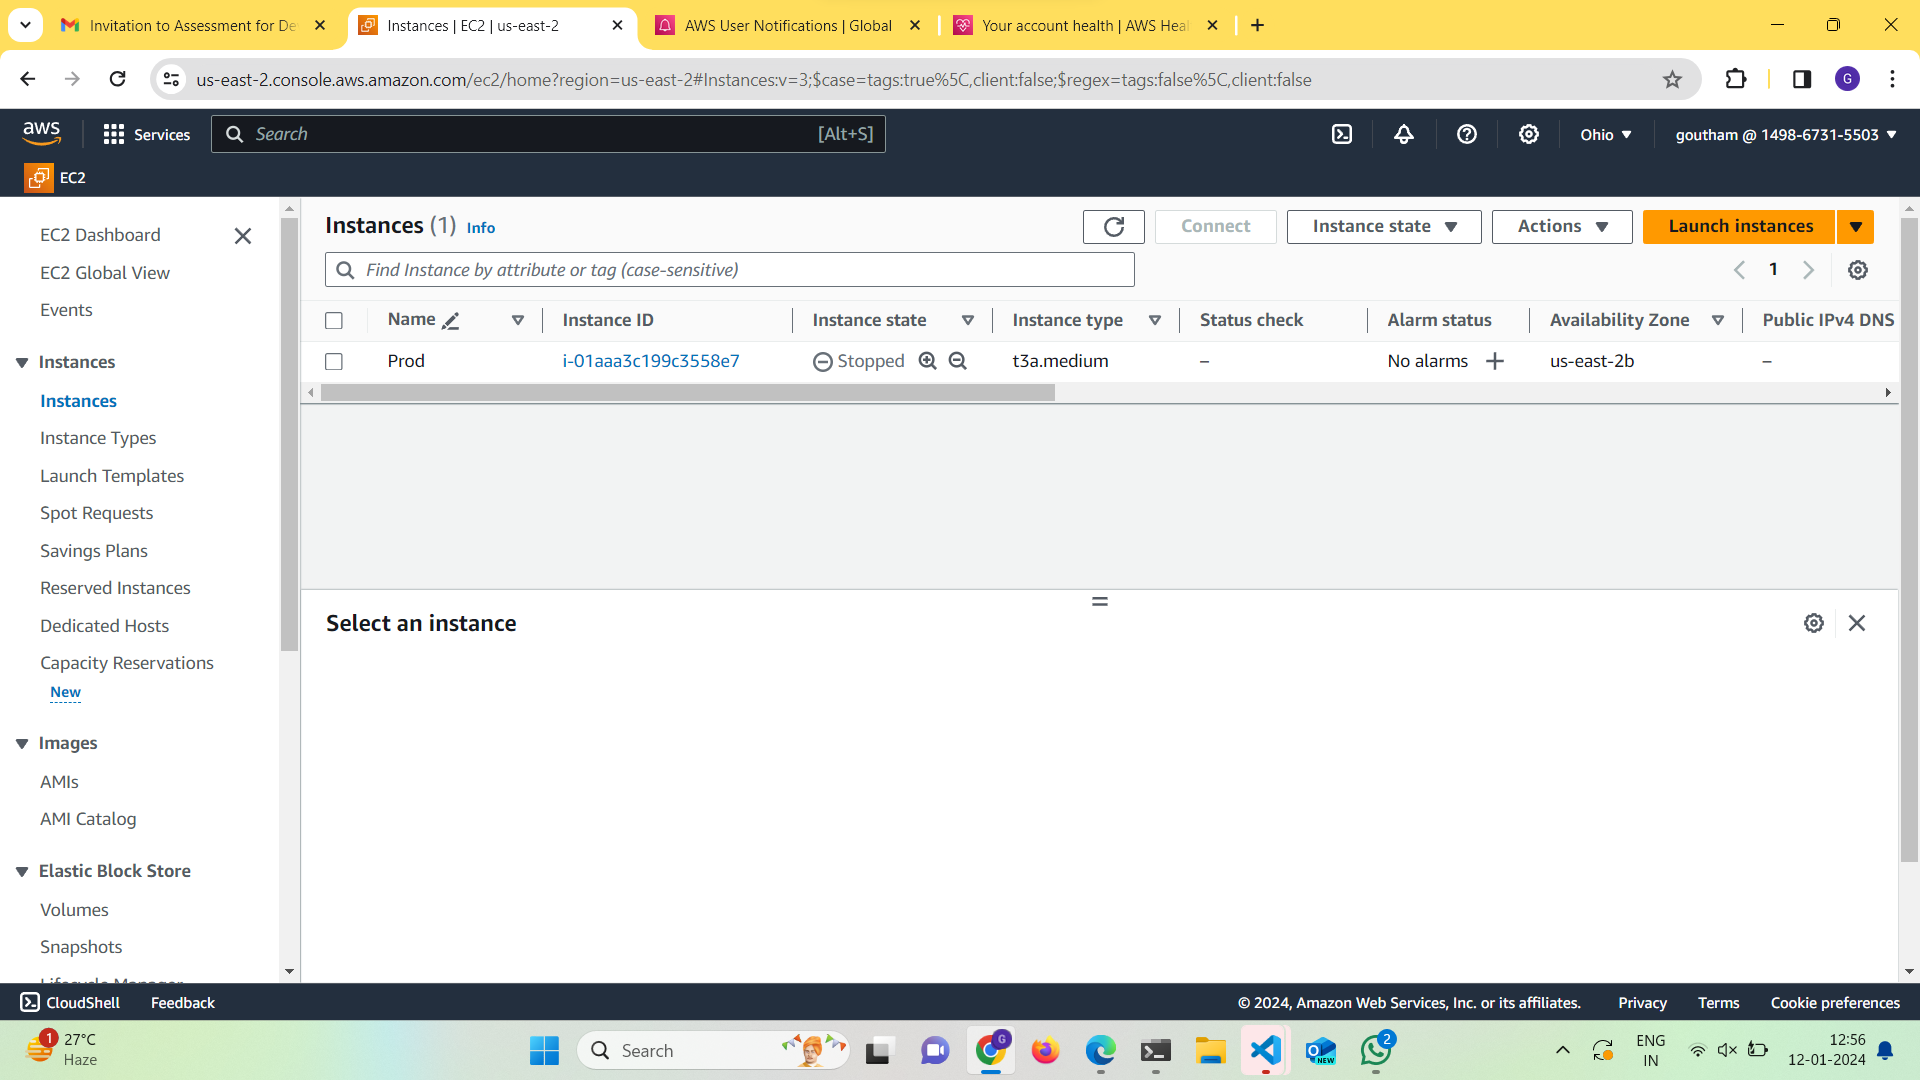 Invitation to Assessment for De
Instances | EC2 | us-east-2
AWS User Notifications | Global
Your account health | AWS Heal
us-east-2.console.aws.amazon.com/ec2/home?region=us-east-2#Instances:v=3;$case=tags:true%5C,client:false;$regex=tags:false%5C,client:false
G
aws
Services
Search
[Alt+S]
Ohio
goutham @ 1498-6731-5503
EC2
EC2 Dashboard
EC2 Global View
Events
Instances
Instances
Instance Types
Launch Templates
Spot Requests
Savings Plans
Reserved Instances
Dedicated Hosts
Capacity Reservations
New
Images
AMIs
AMI Catalog
Elastic Block Store
Volumes
Snapshots
Lifecycle Manager
Instances (1) Info
Connect
Instance state
Actions
Launch instances
Find Instance by attribute or tag (case-sensitive)
1
Name Instance ID Instance state Instance type Status check Alarm status Availability Zone Public IPv4 DNS
Prod i-01aaa3c199c3558e7 Stopped t3a.medium – No alarms us-east-2b –
Select an instance
CloudShell
Feedback
© 2024, Amazon Web Services, Inc. or its affiliates.
Privacy
Terms
Cookie preferences
1
27°C
Haze
Search
G
NEW
2
ENG
IN
12:56
12-01-2024